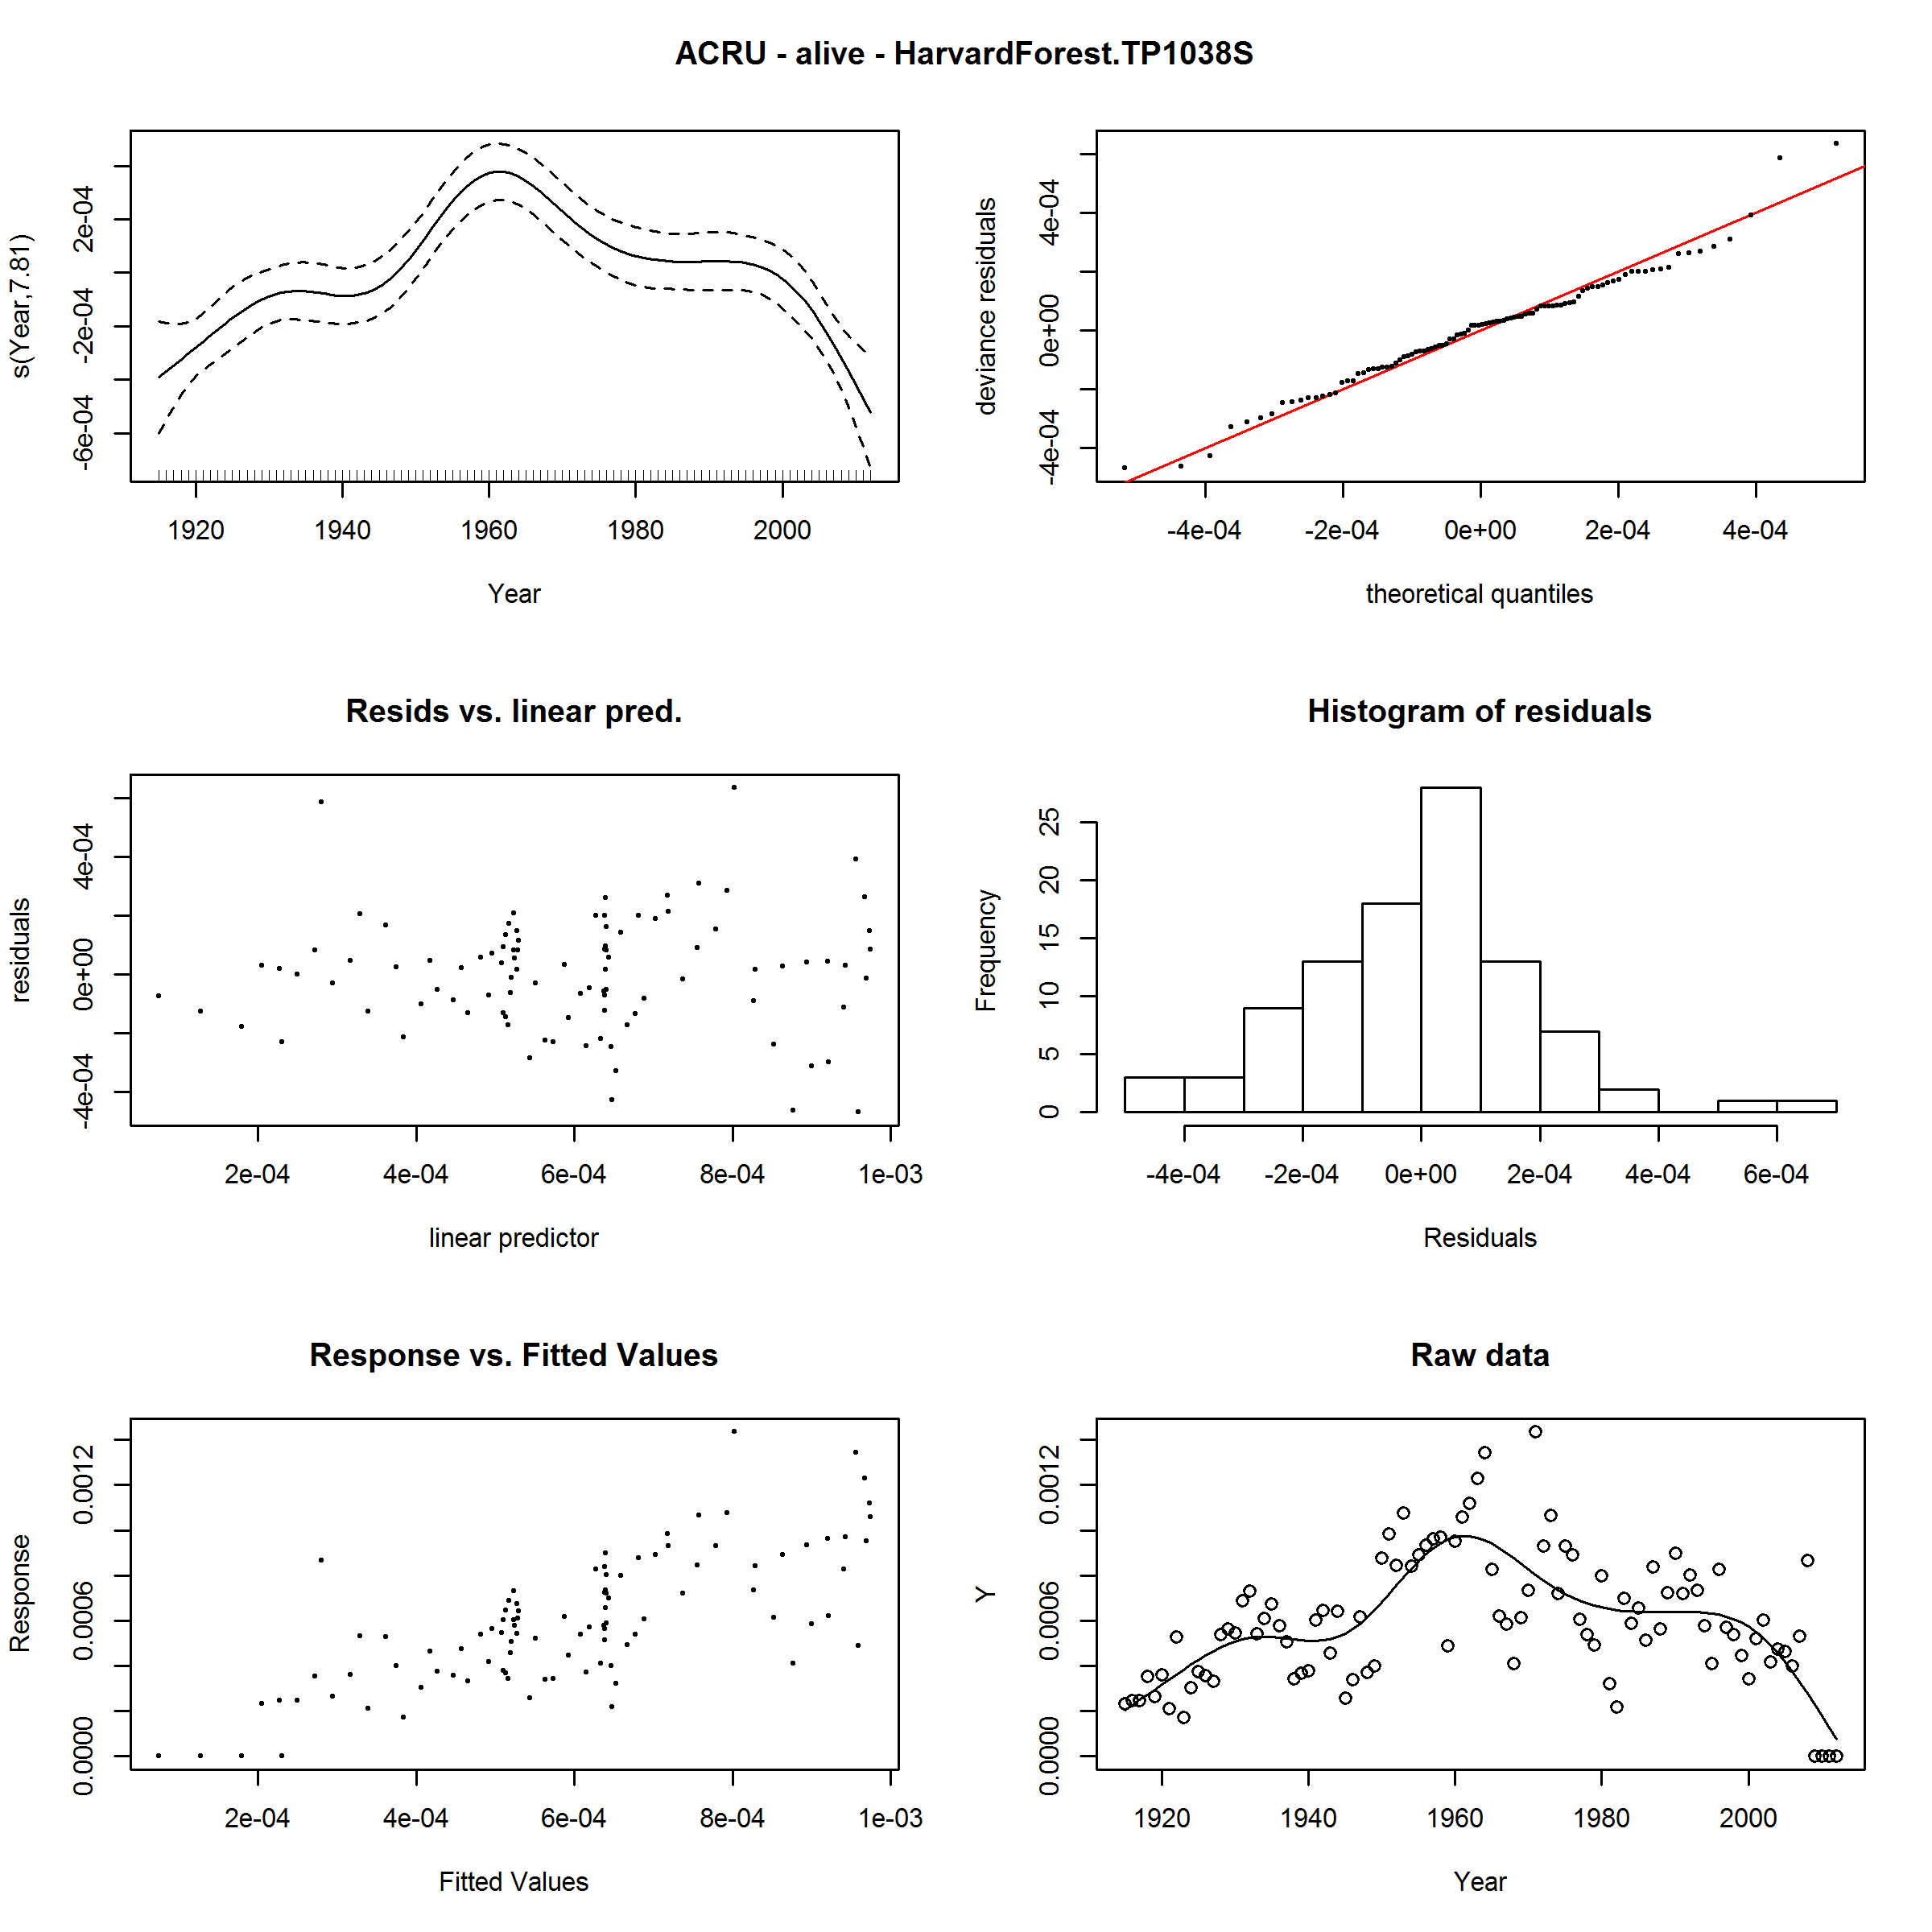 ACRU - alive - HarvardForest.TP1038S
s(Year,7.81)
-6e-04 -2e-04 2e-04
1920 1940 1960 1980 2000
Year
deviance residuals
-4e-04 0e+00 4e-04
-4e-04 -2e-04 0e+00 2e-04 4e-04
theoretical quantiles
Resids vs. linear pred.
residuals
-4e-04 0e+00 4e-04
2e-04 4e-04 6e-04 8e-04 1e-03
linear predictor
Histogram of residuals
Frequency
0 5 10 15 20 25
-4e-04 -2e-04 0e+00 2e-04 4e-04 6e-04
Residuals
Response vs. Fitted Values
Response
0.0000 0.0006 0.0012
2e-04 4e-04 6e-04 8e-04 1e-03
Fitted Values
Raw data
Y
0.0000 0.0006 0.0012
1920 1940 1960 1980 2000
Year